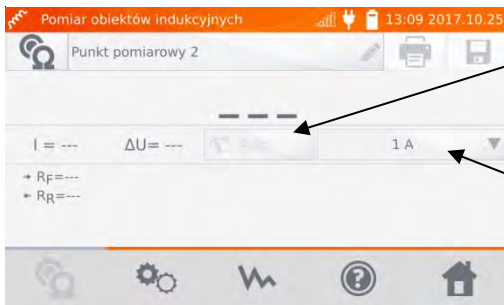 Pomiar obiektów indukcyjnych 13:09 2017.10.25
Punkt pomiarowy 2
---
I = --- ΔU= --- 1 A
RF=---
RR=---